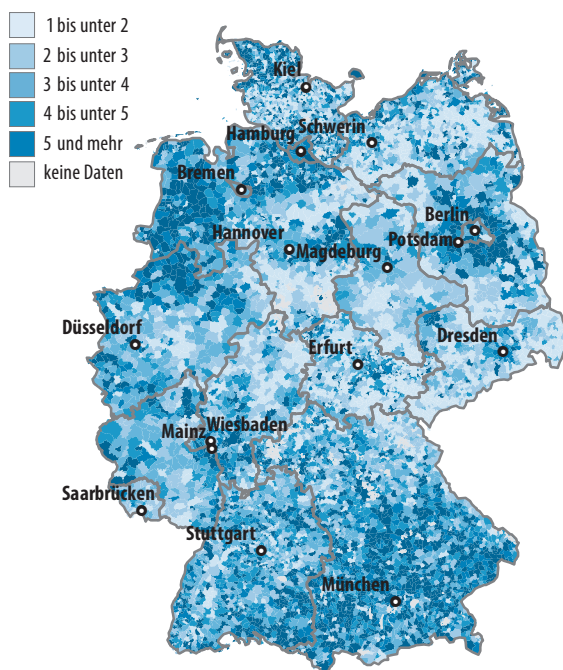 1 bis unter 2
2 bis unter 3
3 bis unter 4
4 bis unter 5
5 und mehr
keine Daten
Kiel
Hamburg
Schwerin
Bremen
Berlin
Hannover
Potsdam
Magdeburg
Düsseldorf
Erfurt
Dresden
Wiesbaden
Mainz
Saarbrücken
Stuttgart
München